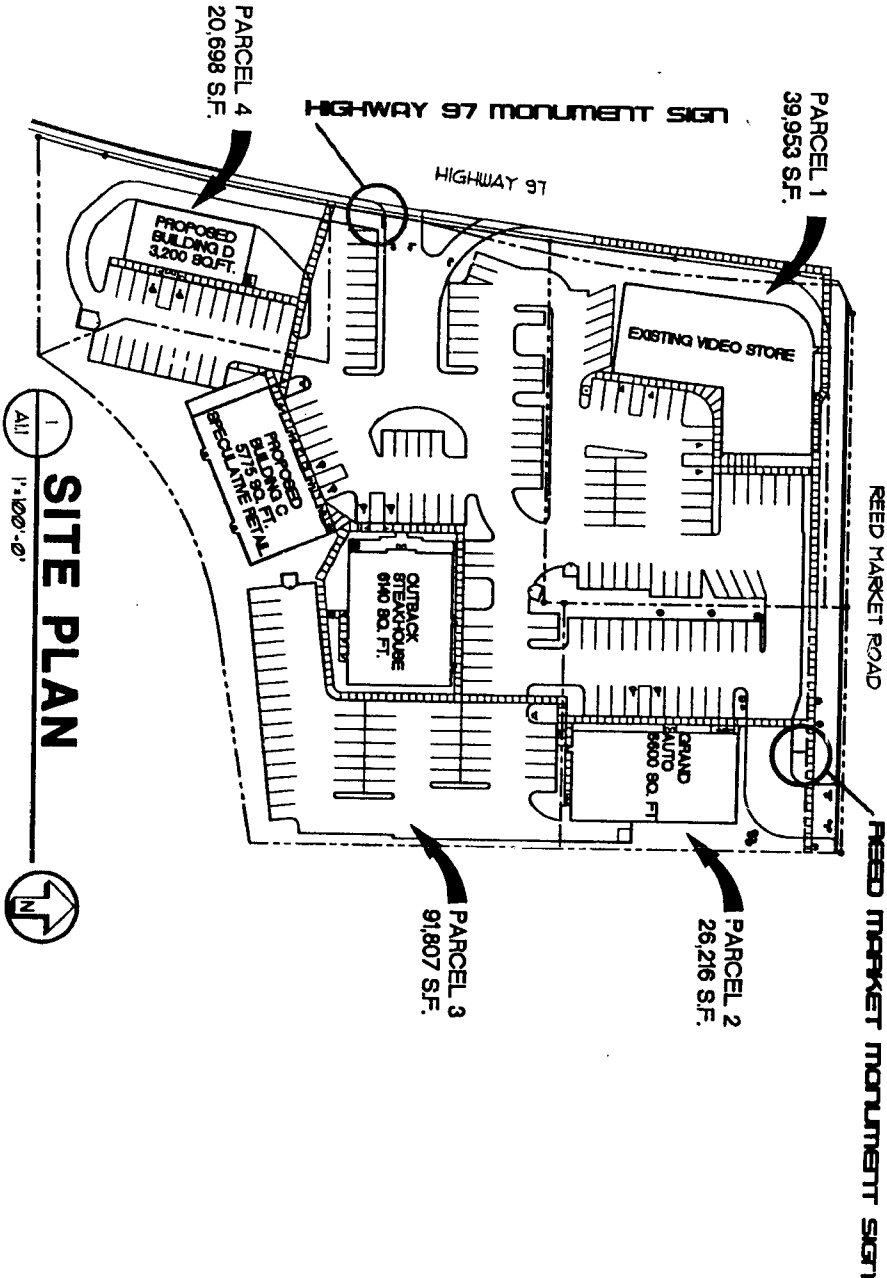 PARCEL 4
20,698 S.F.
HIGHWAY 97 MONUMENT SIGN
HIGHWAY 97
PARCEL 1
39,953 S.F.
PROPOSED
BUILDING D
3,200 SQ.FT.
EXISTING VIDEO STORE
REED MARKET ROAD
PROPOSED
BUILDING C
5775 SQ. FT.
SPECULATIVE RETAIL
OUTBACK
STEAKHOUSE
6140 SQ. FT.
GRAND
AUTO
6600 SQ. FT
REED MARKET MONUMENT SIGN
PARCEL 2
26,216 S.F.
PARCEL 3
91,807 S.F.
1
A1.1
SITE PLAN
1"=100'-0"
N